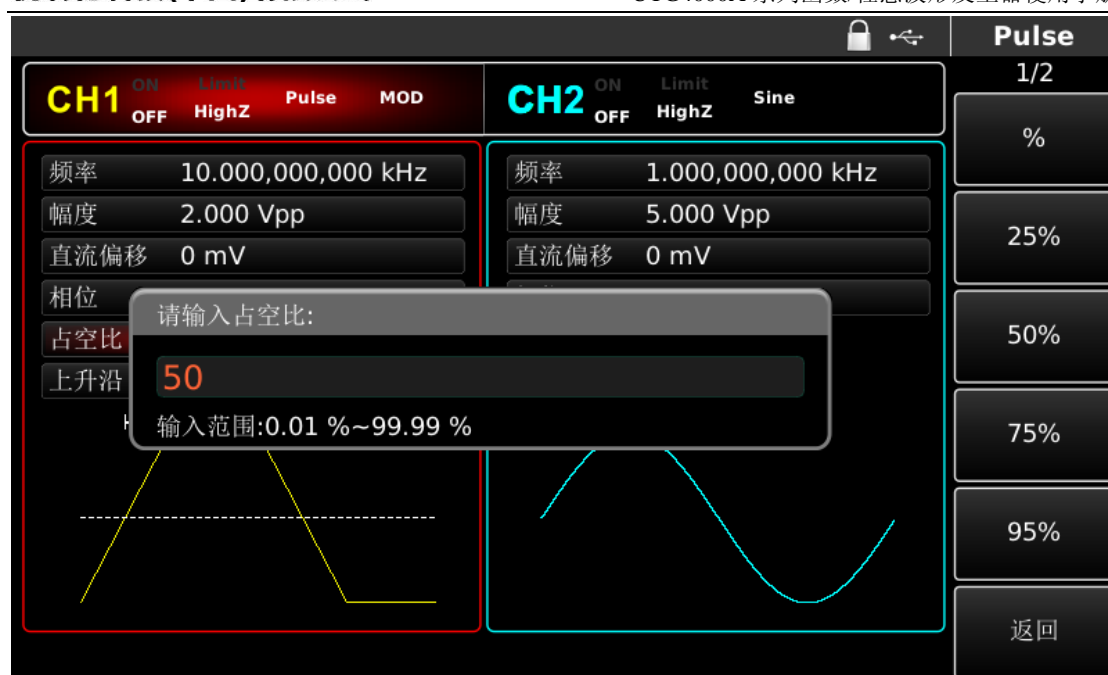 Pulse
1/2
CH1 ON OFF Limit HighZ Pulse MOD
CH2 ON OFF Limit HighZ Sine
频率 10.000,000,000 kHz
幅度 2.000 Vpp
直流偏移 0 mV
相位
占空比
上升沿
频率 1.000,000,000 kHz
幅度 5.000 Vpp
直流偏移 0 mV
请输入占空比:
50
输入范围:0.01 %~99.99 %
%
25%
50%
75%
95%
返回